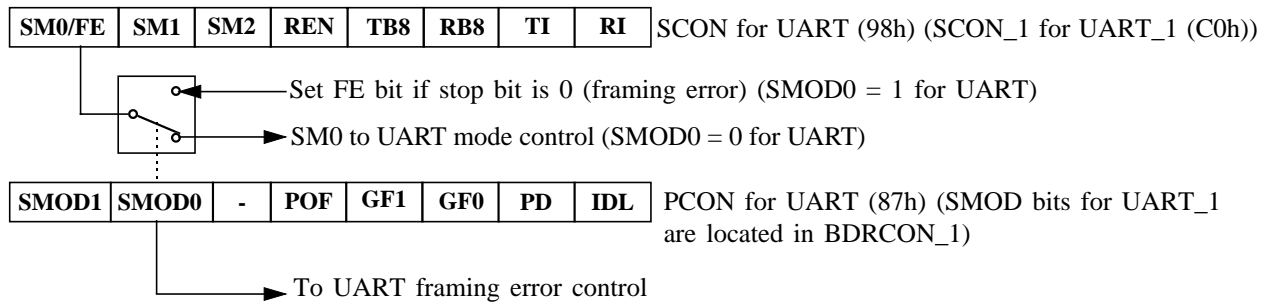 SM0/FE SM1 SM2 REN TB8 RB8 TI RI SCON for UART (98h) (SCON_1 for UART_1 (C0h))
Set FE bit if stop bit is 0 (framing error) (SMOD0 = 1 for UART)
SM0 to UART mode control (SMOD0 = 0 for UART)
SMOD1 SMOD0 - POF GF1 GF0 PD IDL PCON for UART (87h) (SMOD bits for UART_1
are located in BDRCON_1)
To UART framing error control